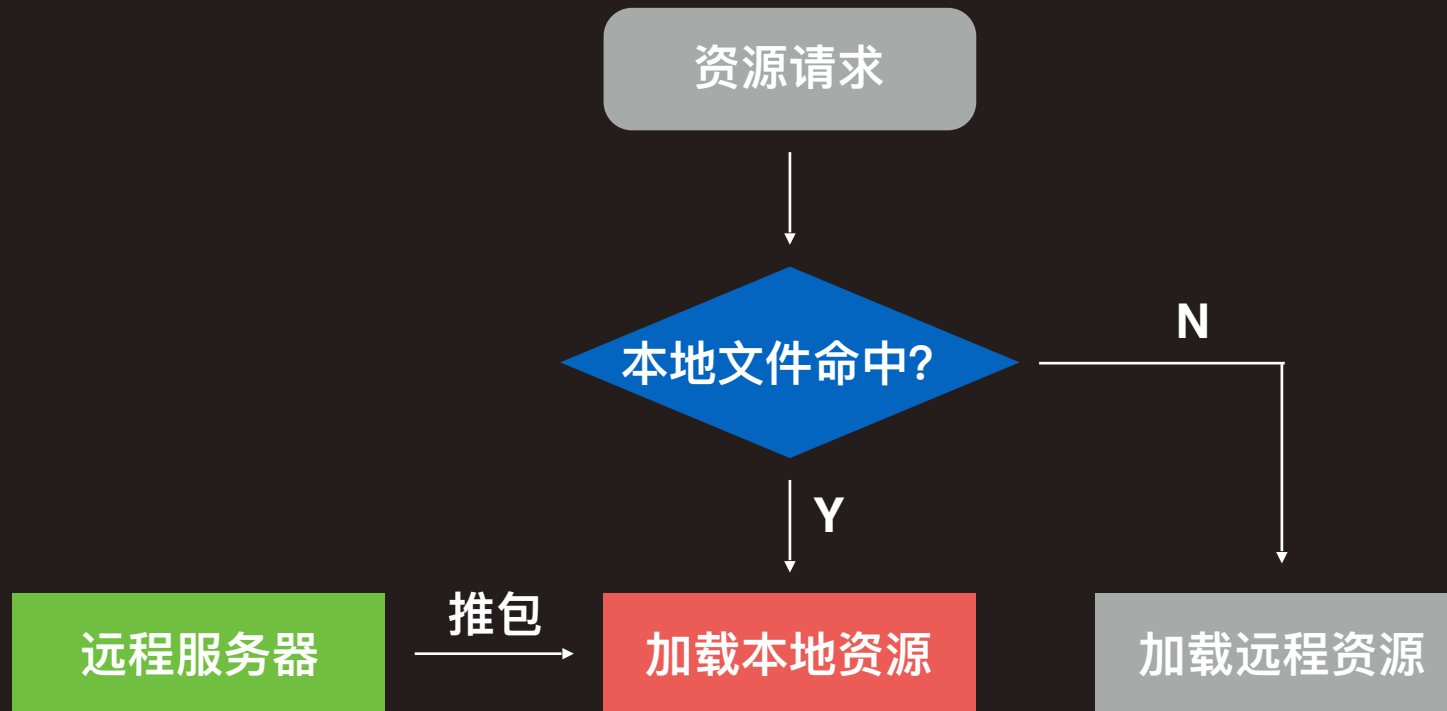 资源请求
本地文件命中?
N
Y
远程服务器
推包
加载本地资源
加载远程资源